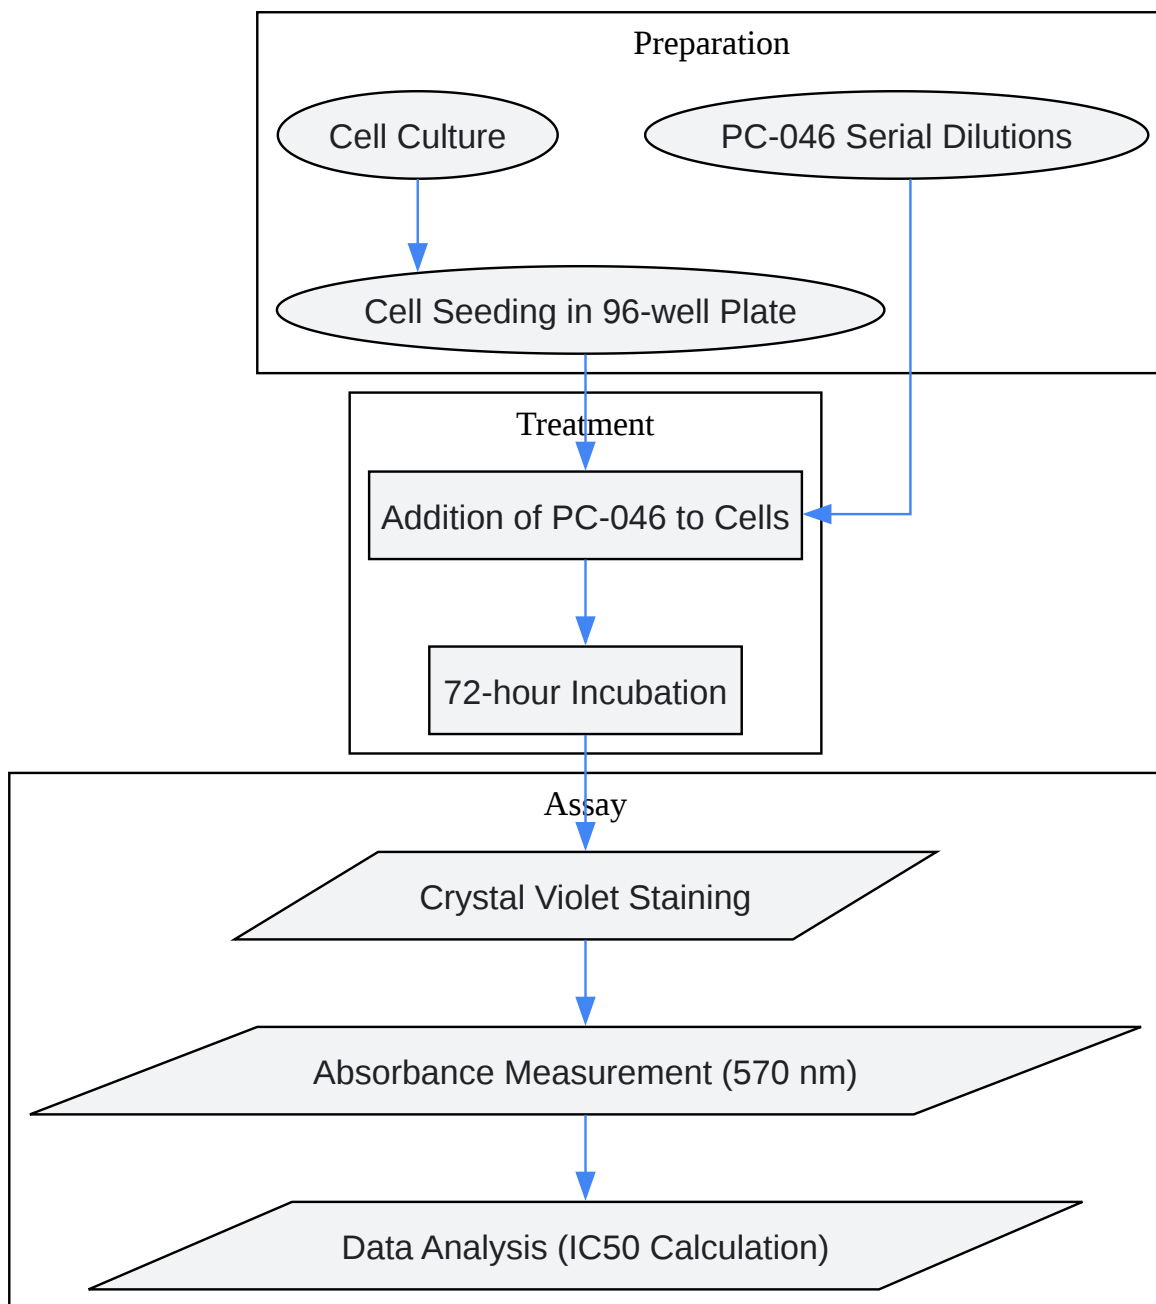 Preparation
Cell Culture
PC-046 Serial Dilutions
Cell Seeding in 96-well Plate
Treatment
Addition of PC-046 to Cells
72-hour Incubation
Assay
Crystal Violet Staining
Absorbance Measurement (570 nm)
Data Analysis (IC50 Calculation)